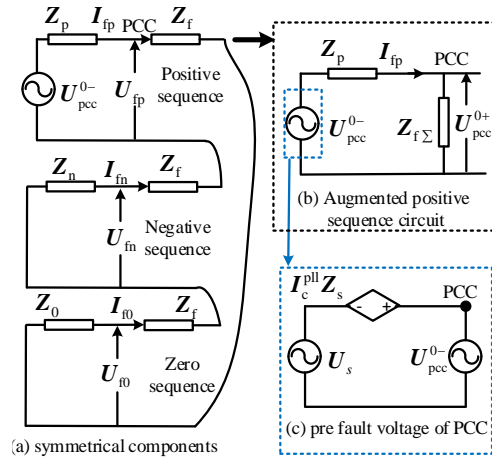 Z_p I_fp PCC Z_f
U_pcc^0- U_fp Positive sequence
Z_n I_fn Z_f
U_fn Negative sequence
Z_0 I_f0 Z_f
U_f0 Zero sequence
(a) symmetrical components
Z_p I_fp PCC
U_pcc^0- Z_fΣ U_pcc^0+
(b) Augmented positive
sequence circuit
I_c^pll Z_s PCC
- +
U_s U_pcc^0-
(c) pre fault voltage of PCC